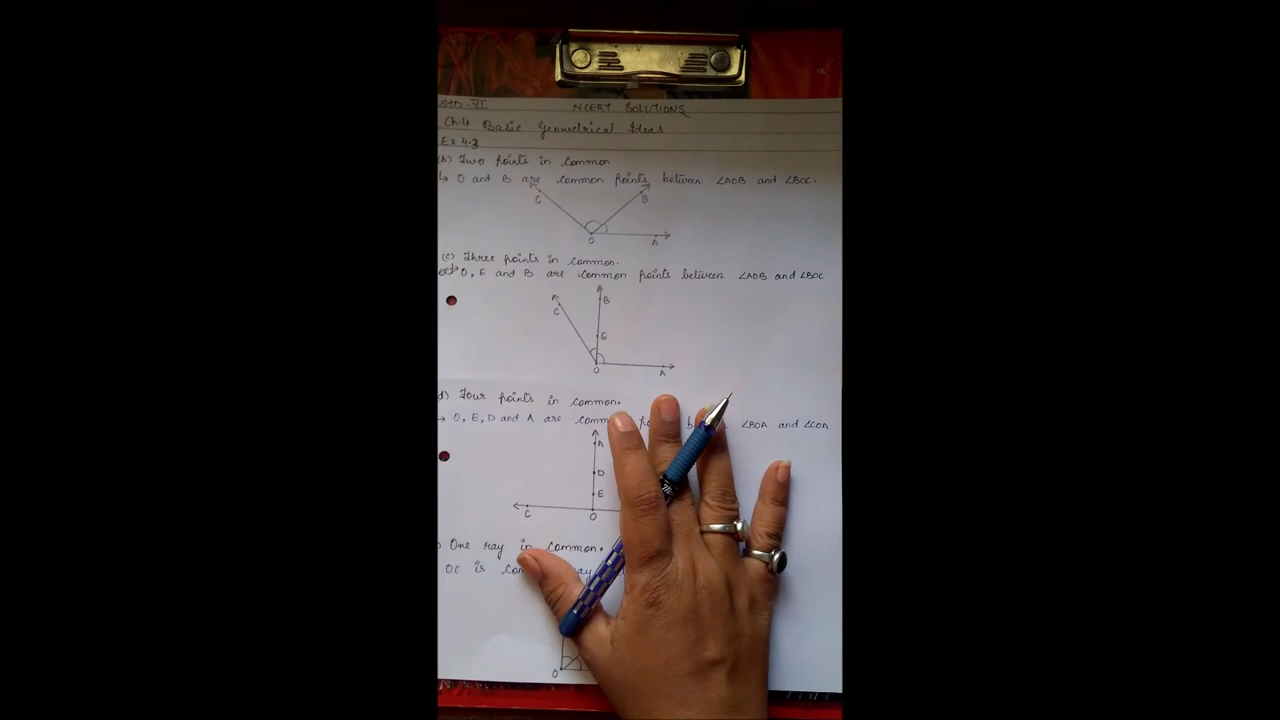 STD-VI NCERT SOLUTIONS
Ch-4 Basic Geometrical Ideas
Ex 4.3
(b) Two points in common
↳ O and B are common points between ∠AOB and ∠BOC.
C B
O A
(c) Three points in common.
O, E and B are common points between ∠AOB and ∠BOC
B
C
E
O A
d) Four points in common.
→ O, E, D and A are ∠BOA and ∠COA
A
D
E
C O
One ray in common.
OC is
O